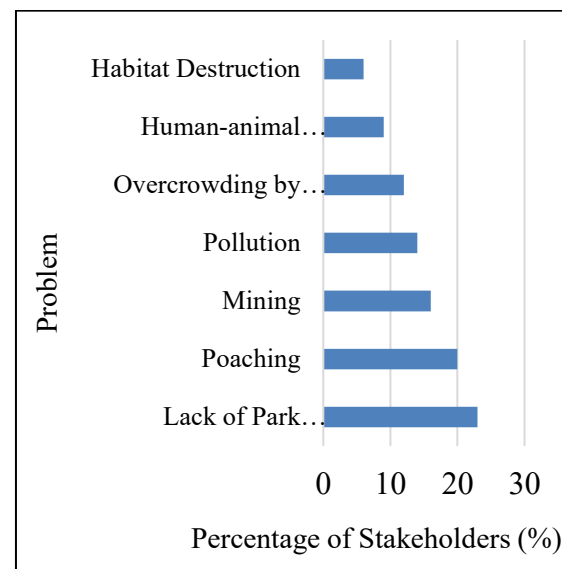 Habitat Destruction
Human-animal…
Overcrowding by…
Pollution
Mining
Poaching
Lack of Park…
Problem
0 10 20 30
Percentage of Stakeholders (%)